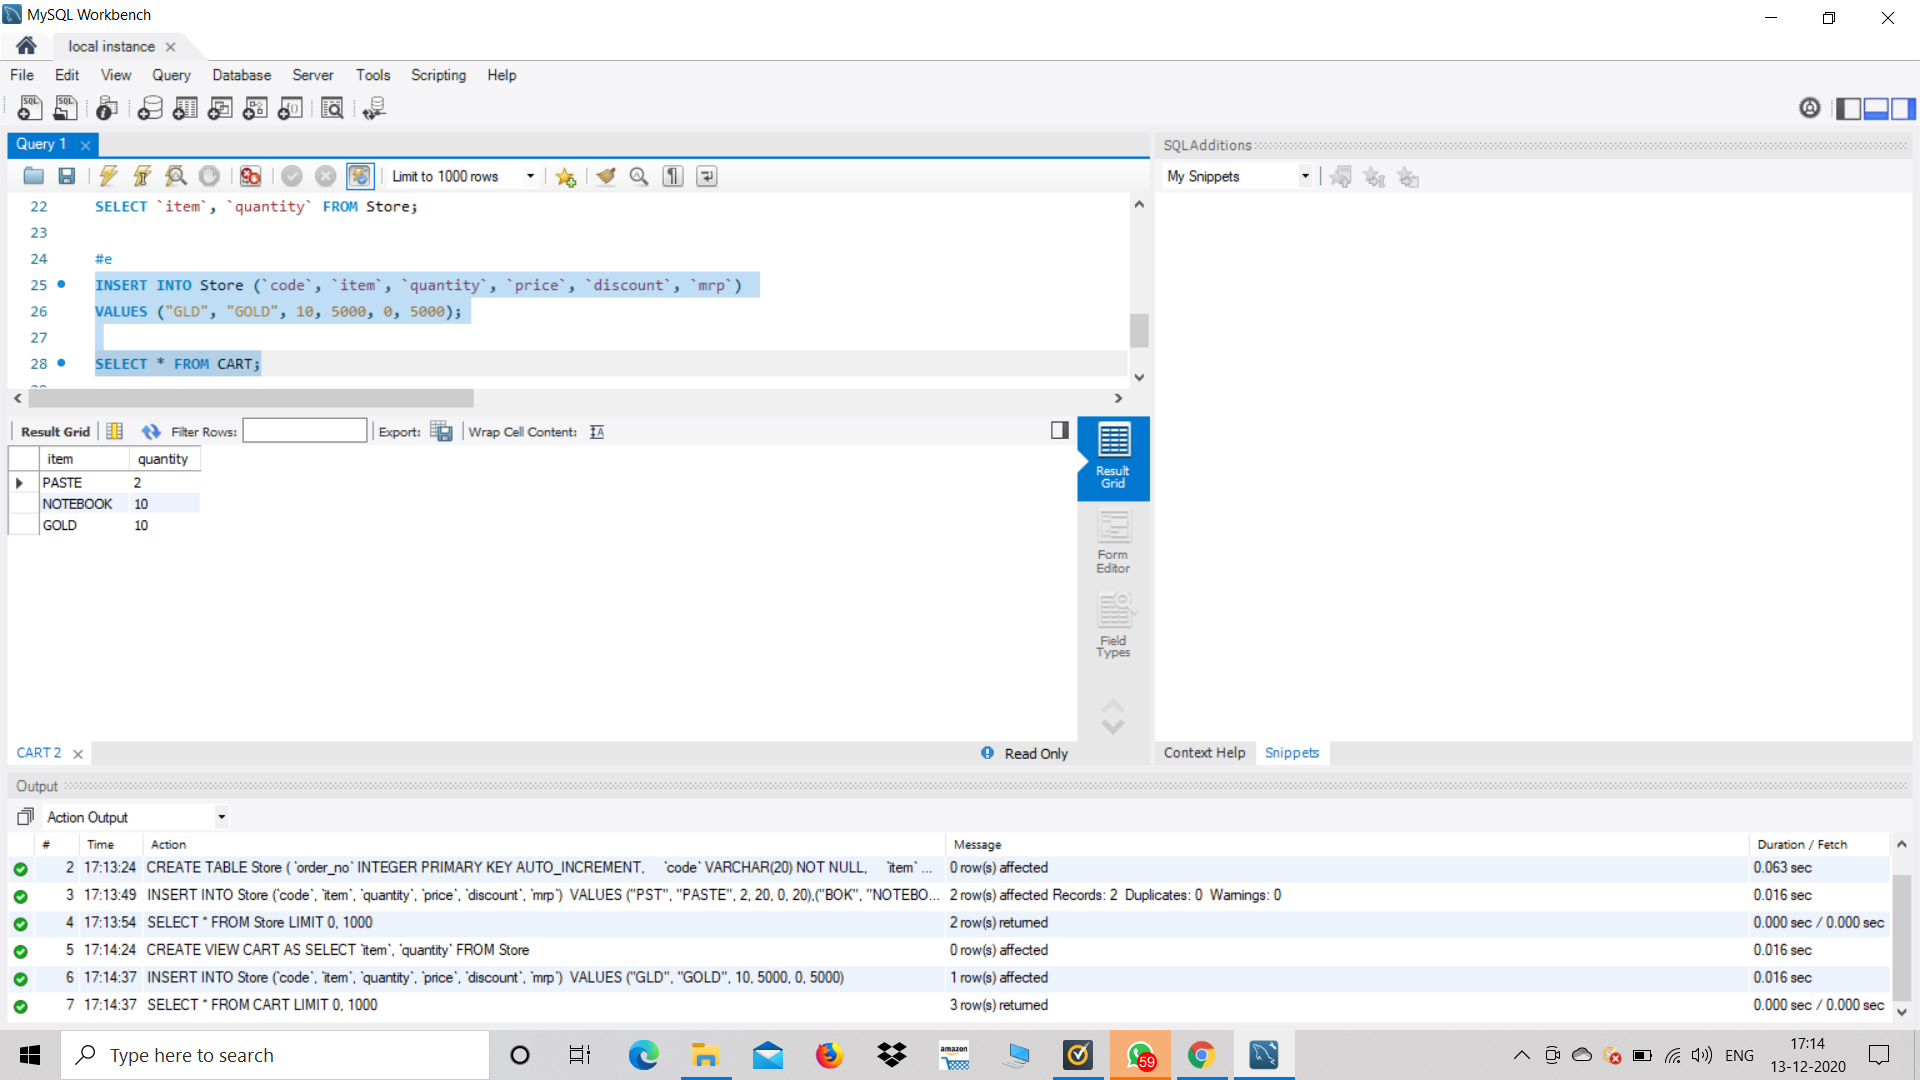 MySQL Workbench
local instance
File Edit View Query Database Server Tools Scripting Help
Query 1
SQLAdditions
Limit to 1000 rows
My Snippets
22 SELECT `item`, `quantity` FROM Store;
23
24 #e
25 INSERT INTO Store (`code`, `item`, `quantity`, `price`, `discount`, `mrp`)
26 VALUES ("GLD", "GOLD", 10, 5000, 0, 5000);
27
28 SELECT * FROM CART;
Result Grid Filter Rows: Export: Wrap Cell Content:
item quantity
PASTE 2
NOTEBOOK 10
GOLD 10
Result
Grid
Form
Editor
Field
Types
CART 2
Read Only
Context Help Snippets
Output
Action Output
# Time Action Message Duration / Fetch
2 17:13:24 CREATE TABLE Store ( `order_no` INTEGER PRIMARY KEY AUTO_INCREMENT, `code` VARCHAR(20) NOT NULL, `item` ... 0 row(s) affected 0.063 sec
3 17:13:49 INSERT INTO Store (`code`, `item`, `quantity`, `price`, `discount`, `mrp`) VALUES ("PST", "PASTE", 2, 20, 0, 20),("BOK", "NOTEBO... 2 row(s) affected Records: 2 Duplicates: 0 Warnings: 0 0.016 sec
4 17:13:54 SELECT * FROM Store LIMIT 0, 1000 2 row(s) returned 0.000 sec / 0.000 sec
5 17:14:24 CREATE VIEW CART AS SELECT `item`, `quantity` FROM Store 0 row(s) affected 0.016 sec
6 17:14:37 INSERT INTO Store (`code`, `item`, `quantity`, `price`, `discount`, `mrp`) VALUES ("GLD", "GOLD", 10, 5000, 0, 5000) 1 row(s) affected 0.016 sec
7 17:14:37 SELECT * FROM CART LIMIT 0, 1000 3 row(s) returned 0.000 sec / 0.000 sec
Type here to search
amazon
59
ENG
17:14
13-12-2020